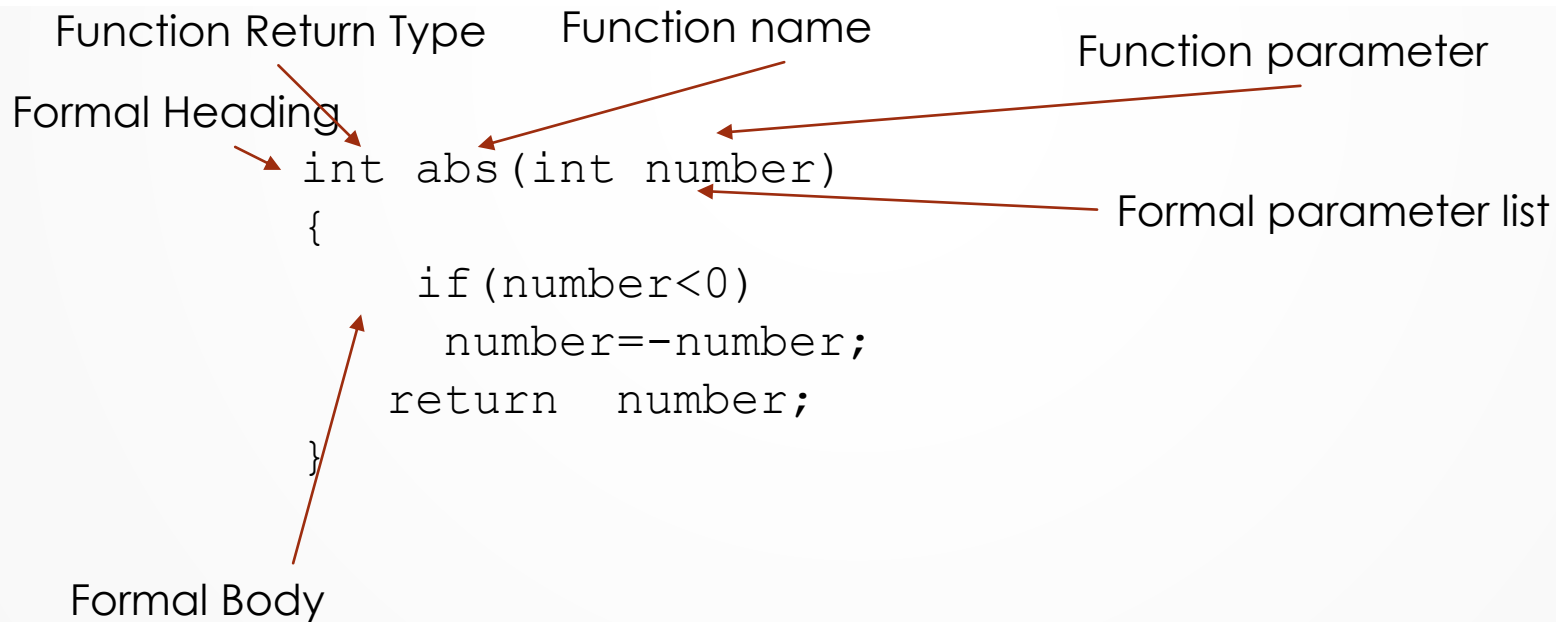 Function Return Type
Function name
Function parameter
Formal Heading
int abs(int number)
Formal parameter list
{
if(number<0)
number=-number;
return number;
}
Formal Body